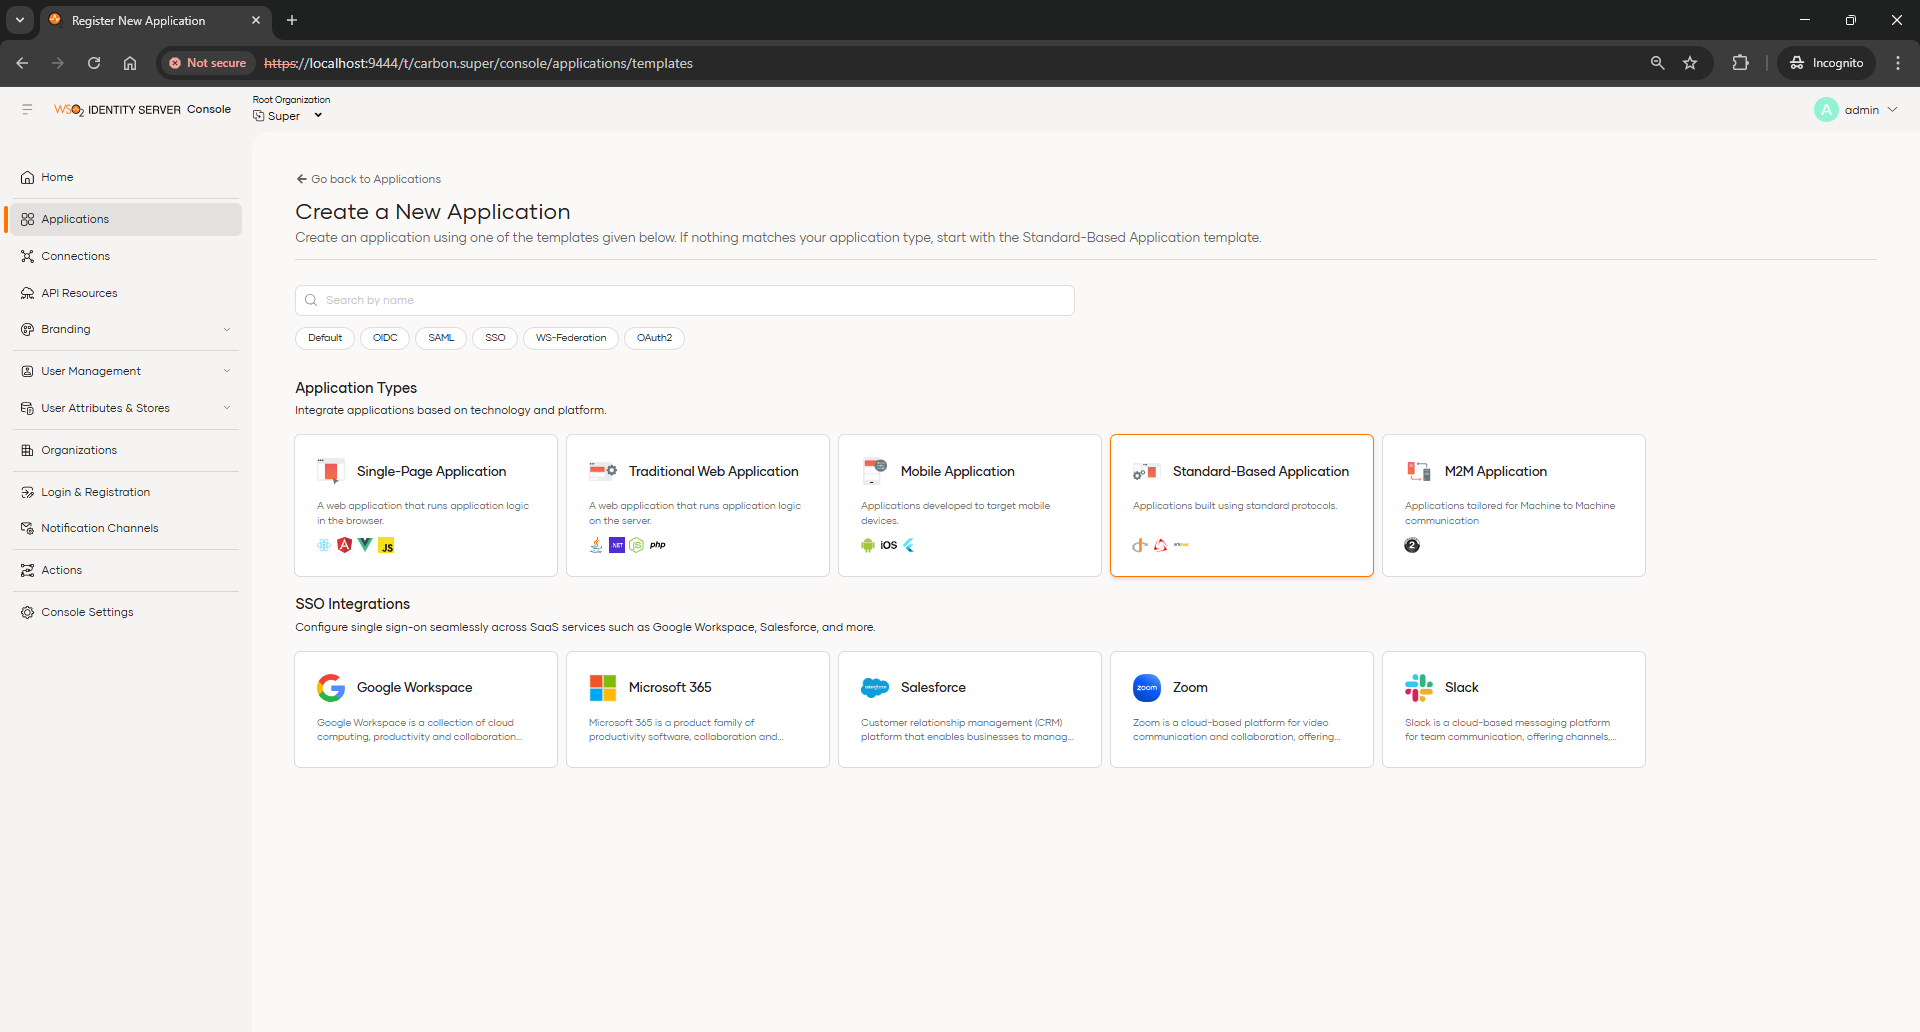 Register New Application
Not secure
https://localhost:9444/t/carbon.super/console/applications/templates
Incognito
WSO2 IDENTITY SERVER Console
Root Organization
Super
A
admin
Home
Applications
Connections
API Resources
Branding
User Management
User Attributes & Stores
Organizations
Login & Registration
Notification Channels
Actions
Console Settings
Go back to Applications
Create a New Application
Create an application using one of the templates given below. If nothing matches your application type, start with the Standard-Based Application template.
Search by name
Default
OIDC
SAML
SSO
WS-Federation
OAuth2
Application Types
Integrate applications based on technology and platform.
Single-Page Application
A web application that runs application logic
in the browser.
JS
Traditional Web Application
A web application that runs application logic
on the server.
.NET
JS
php
Mobile Application
Applications developed to target mobile
devices.
iOS
Standard-Based Application
Applications built using standard protocols.
M2M Application
Applications tailored for Machine to Machine
communication
2
SSO Integrations
Configure single sign-on seamlessly across SaaS services such as Google Workspace, Salesforce, and more.
Google Workspace
Google Workspace is a collection of cloud
computing, productivity and collaboration...
Microsoft 365
Microsoft 365 is a product family of
productivity software, collaboration and...
salesforce
Salesforce
Customer relationship management (CRM)
platform that enables businesses to manag...
zoom
Zoom
Zoom is a cloud-based platform for video
communication and collaboration, offering...
Slack
Slack is a cloud-based messaging platform
for team communication, offering channels,...